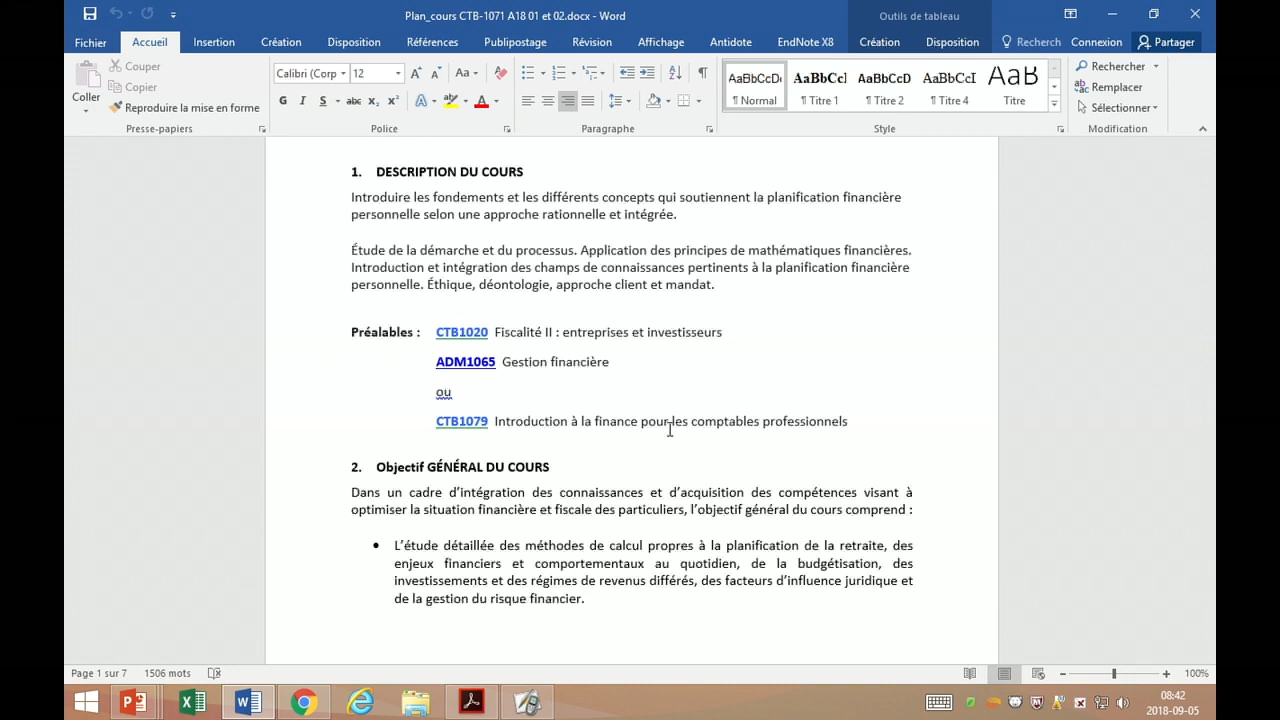 Plan_cours CTB-1071 A18 01 et 02.docx - Word
Outils de tableau
Fichier Accueil Insertion Création Disposition Références Publipostage Révision Affichage Antidote EndNote X8 Création Disposition Recherch Connexion Partager
Coller
Couper
Copier
Reproduire la mise en forme
Presse-papiers
Calibri (Corp 12
G I S abc x₂ x²
Police
Paragraphe
AaBbCcDc AaBbCcI AaBbCcD AaBbCcI AaB
¶ Normal ¶ Titre 1 ¶ Titre 2 ¶ Titre 4 Titre
Style
Rechercher
Remplacer
Sélectionner
Modification
1. DESCRIPTION DU COURS
Introduire les fondements et les différents concepts qui soutiennent la planification financière
personnelle selon une approche rationnelle et intégrée.
Étude de la démarche et du processus. Application des principes de mathématiques financières.
Introduction et intégration des champs de connaissances pertinents à la planification financière
personnelle. Éthique, déontologie, approche client et mandat.
Préalables : CTB1020 Fiscalité II : entreprises et investisseurs
ADM1065 Gestion financière
ou
CTB1079 Introduction à la finance pour les comptables professionnels
2. Objectif GÉNÉRAL DU COURS
Dans un cadre d’intégration des connaissances et d’acquisition des compétences visant à
optimiser la situation financière et fiscale des particuliers, l’objectif général du cours comprend :
• L’étude détaillée des méthodes de calcul propres à la planification de la retraite, des
enjeux financiers et comportementaux au quotidien, de la budgétisation, des
investissements et des régimes de revenus différés, des facteurs d’influence juridique et
de la gestion du risque financier.
Page 1 sur 7 1506 mots
100%
08:42
2018-09-05